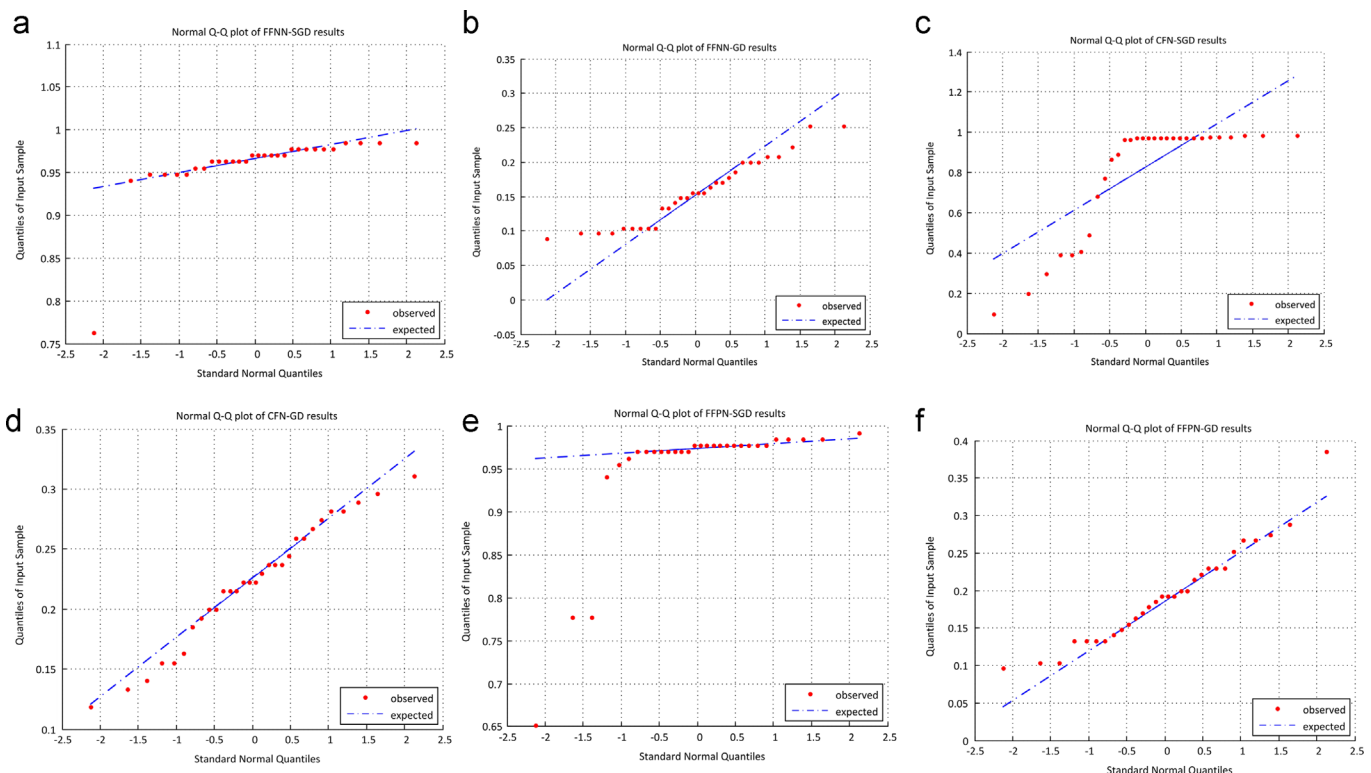 a
Normal Q-Q plot of FFNN-SGD results
1.1
1.05
1
0.95
0.9
0.85
0.8
0.75
-2.5 -2 -1.5 -1 -0.5 0 0.5 1 1.5 2 2.5
Quantiles of Input Sample
Standard Normal Quantiles
observed
expected
b
Normal Q-Q plot of FFNN-GD results
0.35
0.3
0.25
0.2
0.15
0.1
0.05
0
-0.05
-2.5 -2 -1.5 -1 -0.5 0 0.5 1 1.5 2 2.5
Quantiles of Input Sample
Standard Normal Quantiles
observed
expected
c
Normal Q-Q plot of CFN-SGD results
1.4
1.2
1
0.8
0.6
0.4
0.2
0
-2.5 -2 -1.5 -1 -0.5 0 0.5 1 1.5 2 2.5
Quantiles of Input Sample
Standard Normal Quantiles
observed
expected
d
Normal Q-Q plot of CFN-GD results
0.35
0.3
0.25
0.2
0.15
0.1
-2.5 -2 -1.5 -1 -0.5 0 0.5 1 1.5 2 2.5
Quantiles of Input Sample
Standard Normal Quantiles
observed
expected
e
Normal Q-Q plot of FFPN-SGD results
1
0.95
0.9
0.85
0.8
0.75
0.7
0.65
-2.5 -2 -1.5 -1 -0.5 0 0.5 1 1.5 2 2.5
Quantiles of Input Sample
Standard Normal Quantiles
observed
expected
f
Normal Q-Q plot of FFPN-GD results
0.4
0.35
0.3
0.25
0.2
0.15
0.1
0.05
0
-2.5 -2 -1.5 -1 -0.5 0 0.5 1 1.5 2 2.5
Quantiles of Input Sample
Standard Normal Quantiles
observed
expected